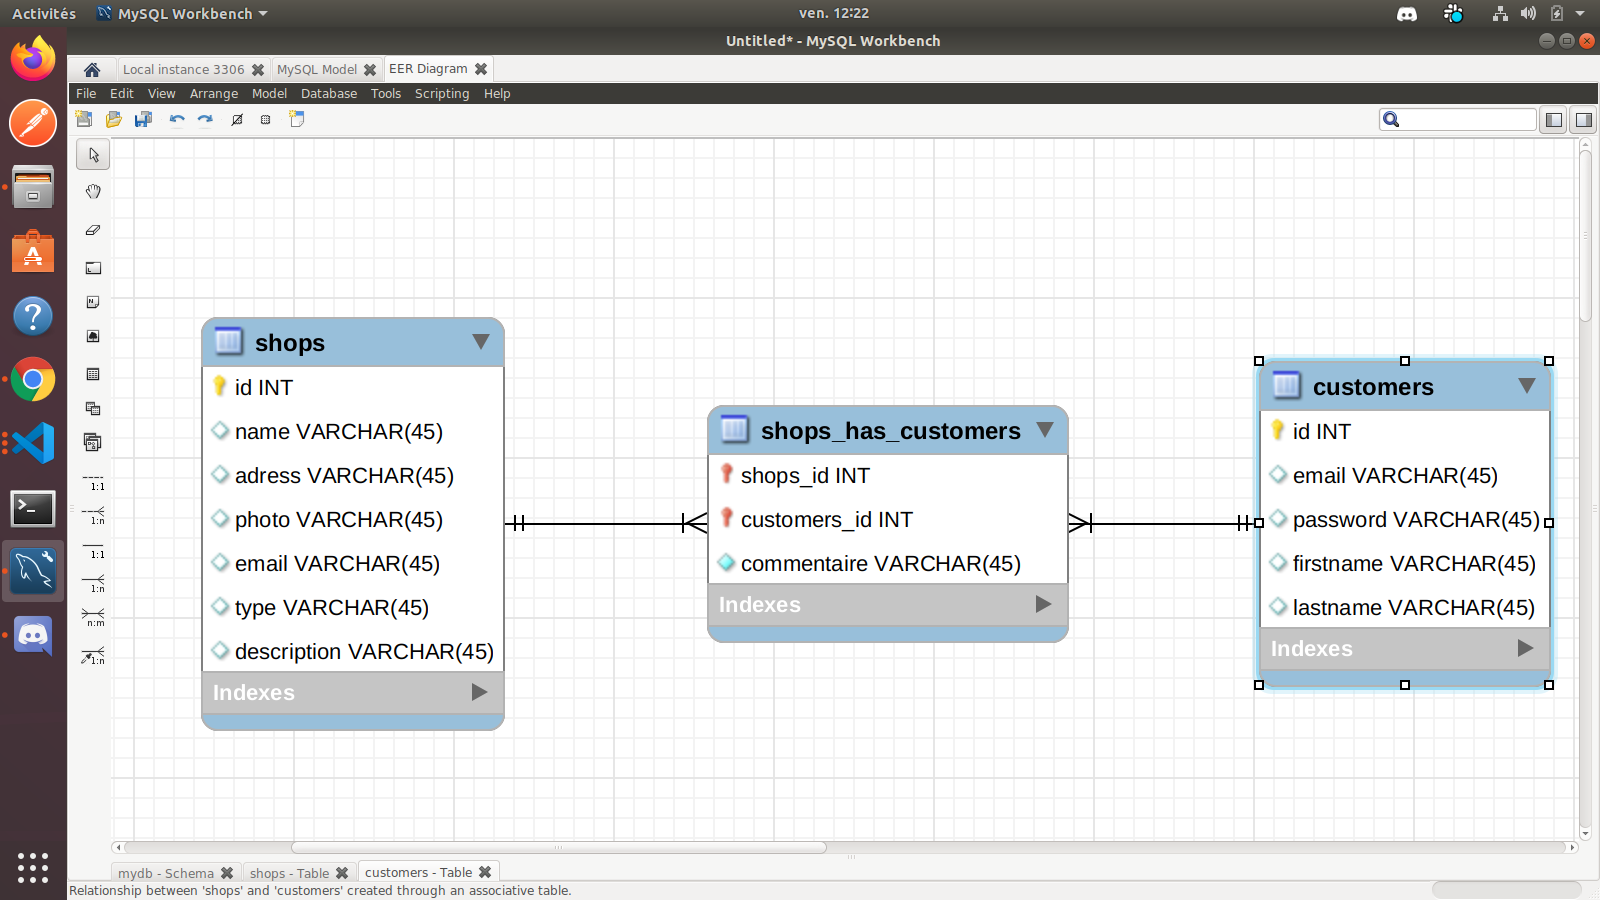 Activités MySQL Workbench ven. 12:22
Untitled* - MySQL Workbench
Local instance 3306 MySQL Model EER Diagram
File Edit View Arrange Model Database Tools Scripting Help
shops
id INT
name VARCHAR(45)
adress VARCHAR(45)
photo VARCHAR(45)
email VARCHAR(45)
type VARCHAR(45)
description VARCHAR(45)
Indexes
shops_has_customers
shops_id INT
customers_id INT
commentaire VARCHAR(45)
Indexes
customers
id INT
email VARCHAR(45)
password VARCHAR(45)
firstname VARCHAR(45)
lastname VARCHAR(45)
Indexes
1:1
1:n
1:1
1:n
n:m
1:n
mydb - Schema shops - Table customers - Table
Relationship between 'shops' and 'customers' created through an associative table.